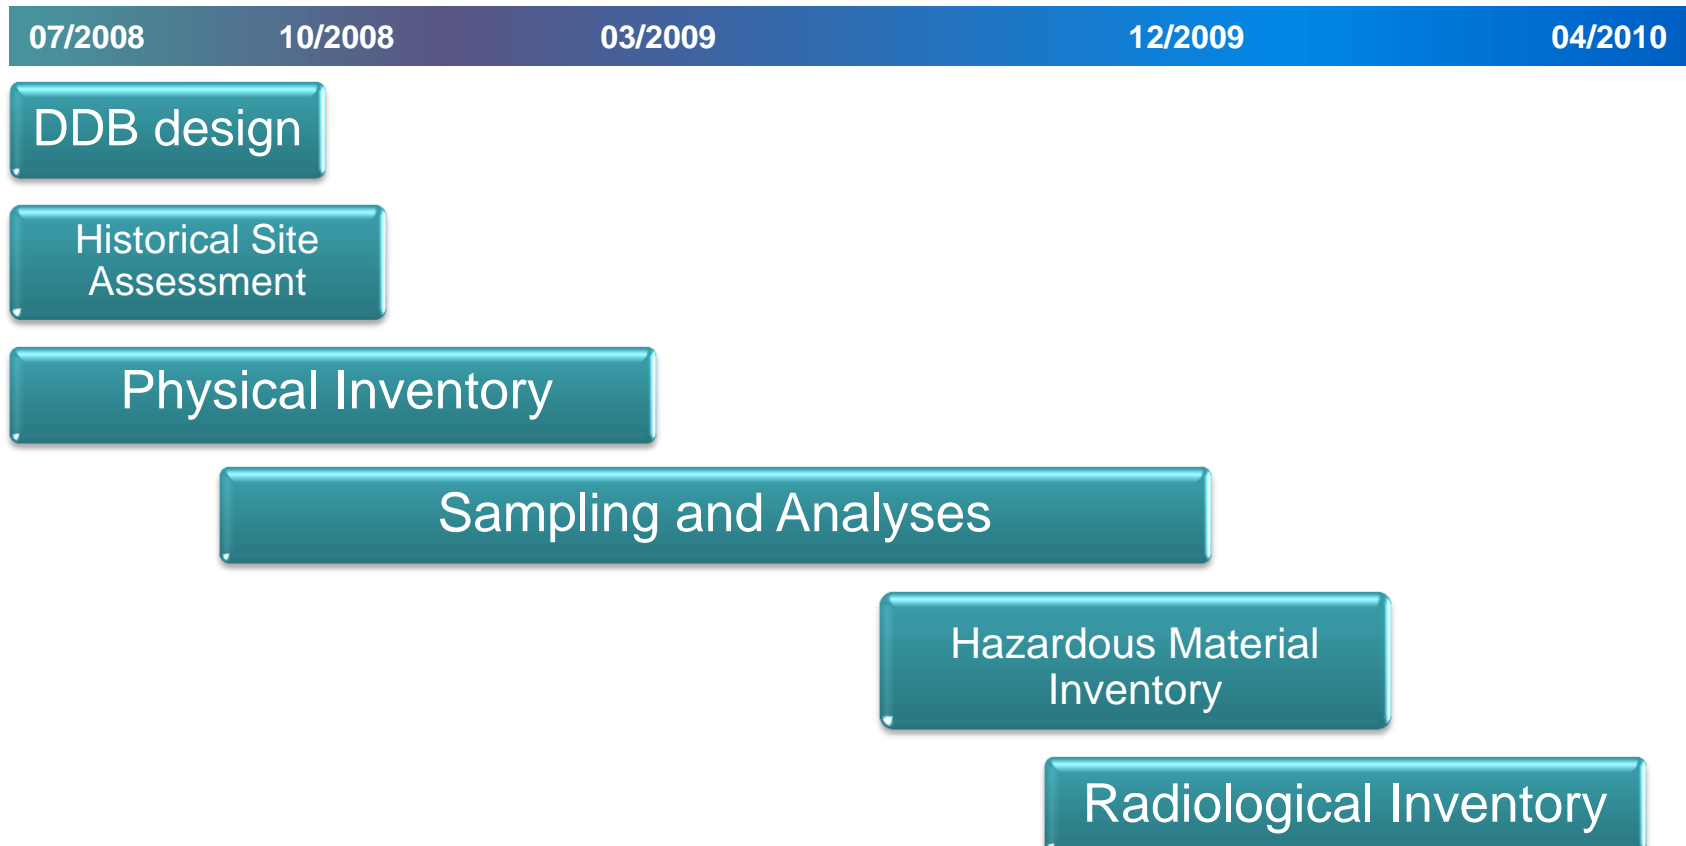 07/2008 10/2008 03/2009 12/2009 04/2010
DDB design
Historical Site
Assessment
Physical Inventory
Sampling and Analyses
Hazardous Material
Inventory
Radiological Inventory